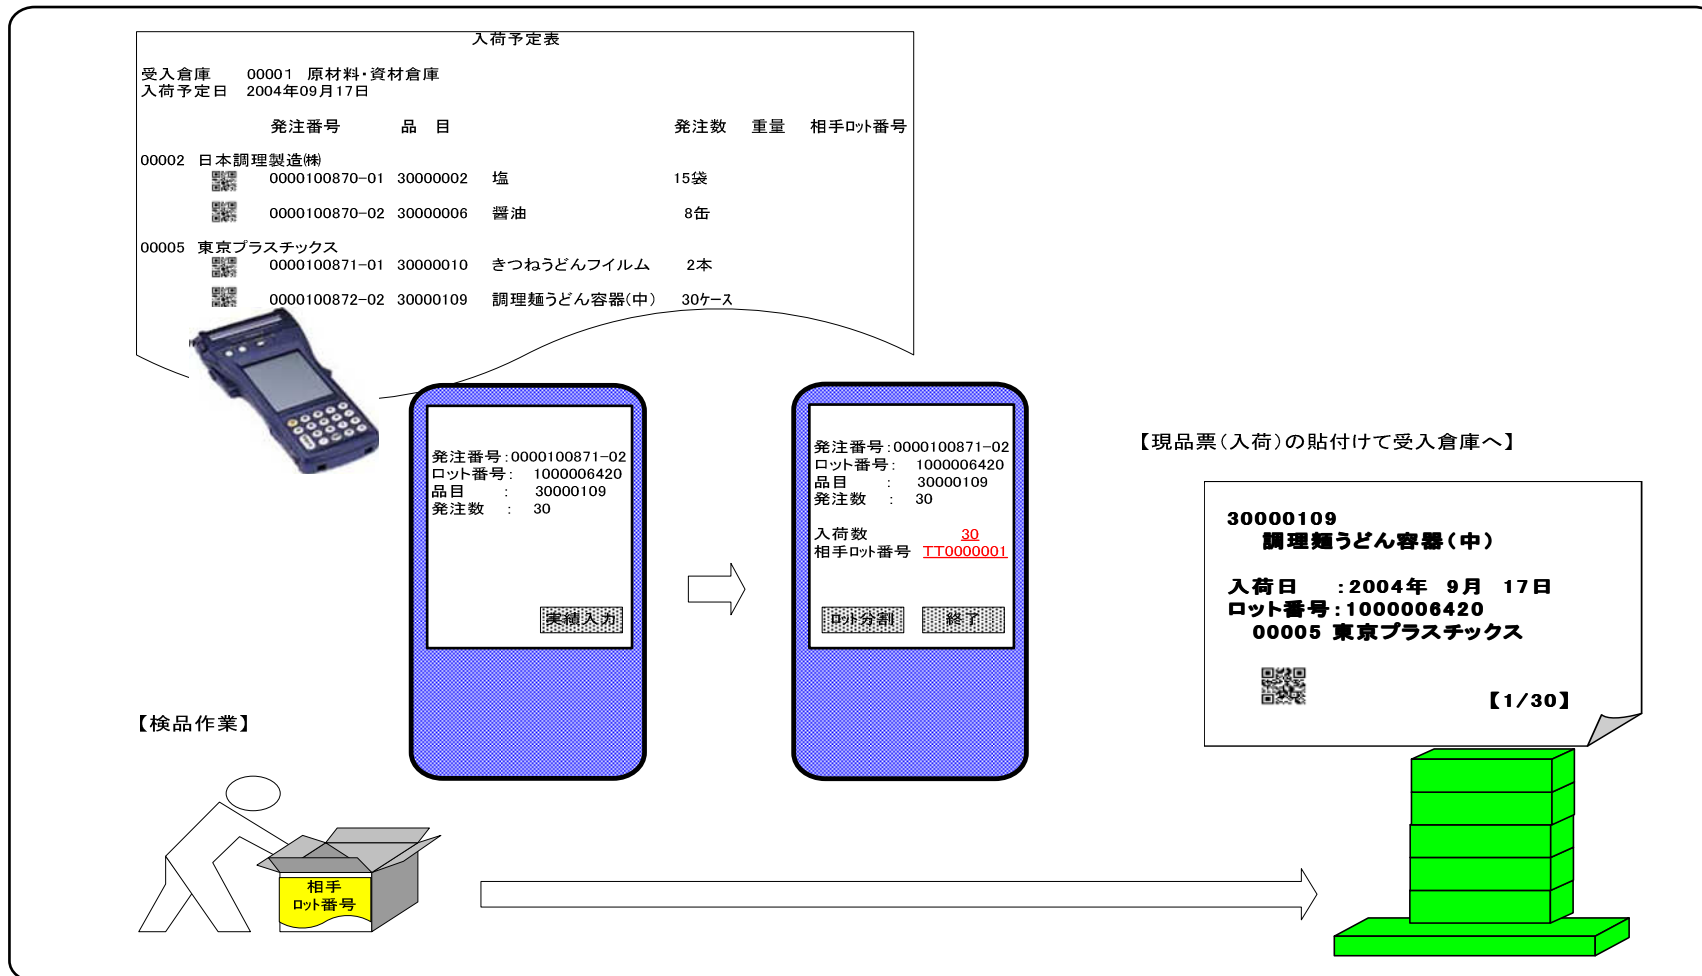 入荷予定表
受入倉庫 00001 原材料・資材倉庫
入荷予定日 2004年09月17日
発注番号 品 目 発注数 重量 相手ロット番号
00002 日本調理製造㈱
0000100870-01 30000002 塩 15袋
0000100870-02 30000006 醤油 8缶
00005 東京プラスチックス
0000100871-01 30000010 きつねうどんフイルム 2本
0000100872-02 30000109 調理麺うどん容器(中) 30ケース
発注番号:0000100871-02
ロット番号: 1000006420
品目 : 30000109
発注数 : 30
実績入力
発注番号:0000100871-02
ロット番号: 1000006420
品目 : 30000109
発注数 : 30
入荷数 30
相手ロット番号 TT0000001
ロット分割 終了
【現品票(入荷)の貼付けて受入倉庫へ】
30000109
調理麺うどん容器(中)
入荷日 :2004年 9月 17日
ロット番号:1000006420
00005 東京プラスチックス
【1/30】
【検品作業】
相手
ロット番号